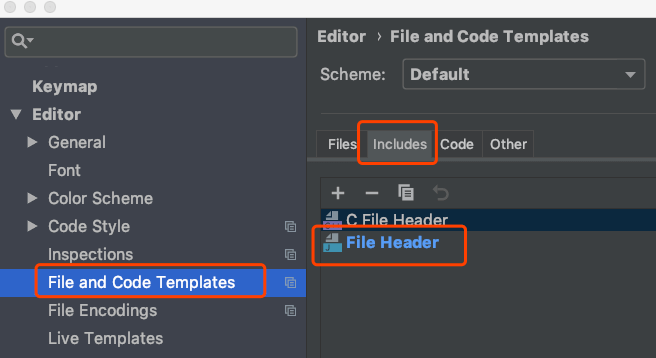 Keymap
Editor
General
Font
Color Scheme
Code Style
Inspections
File and Code Templates
File Encodings
Live Templates
Editor › File and Code Templates
Scheme: Default
Files Includes Code Other
C File Header
File Header